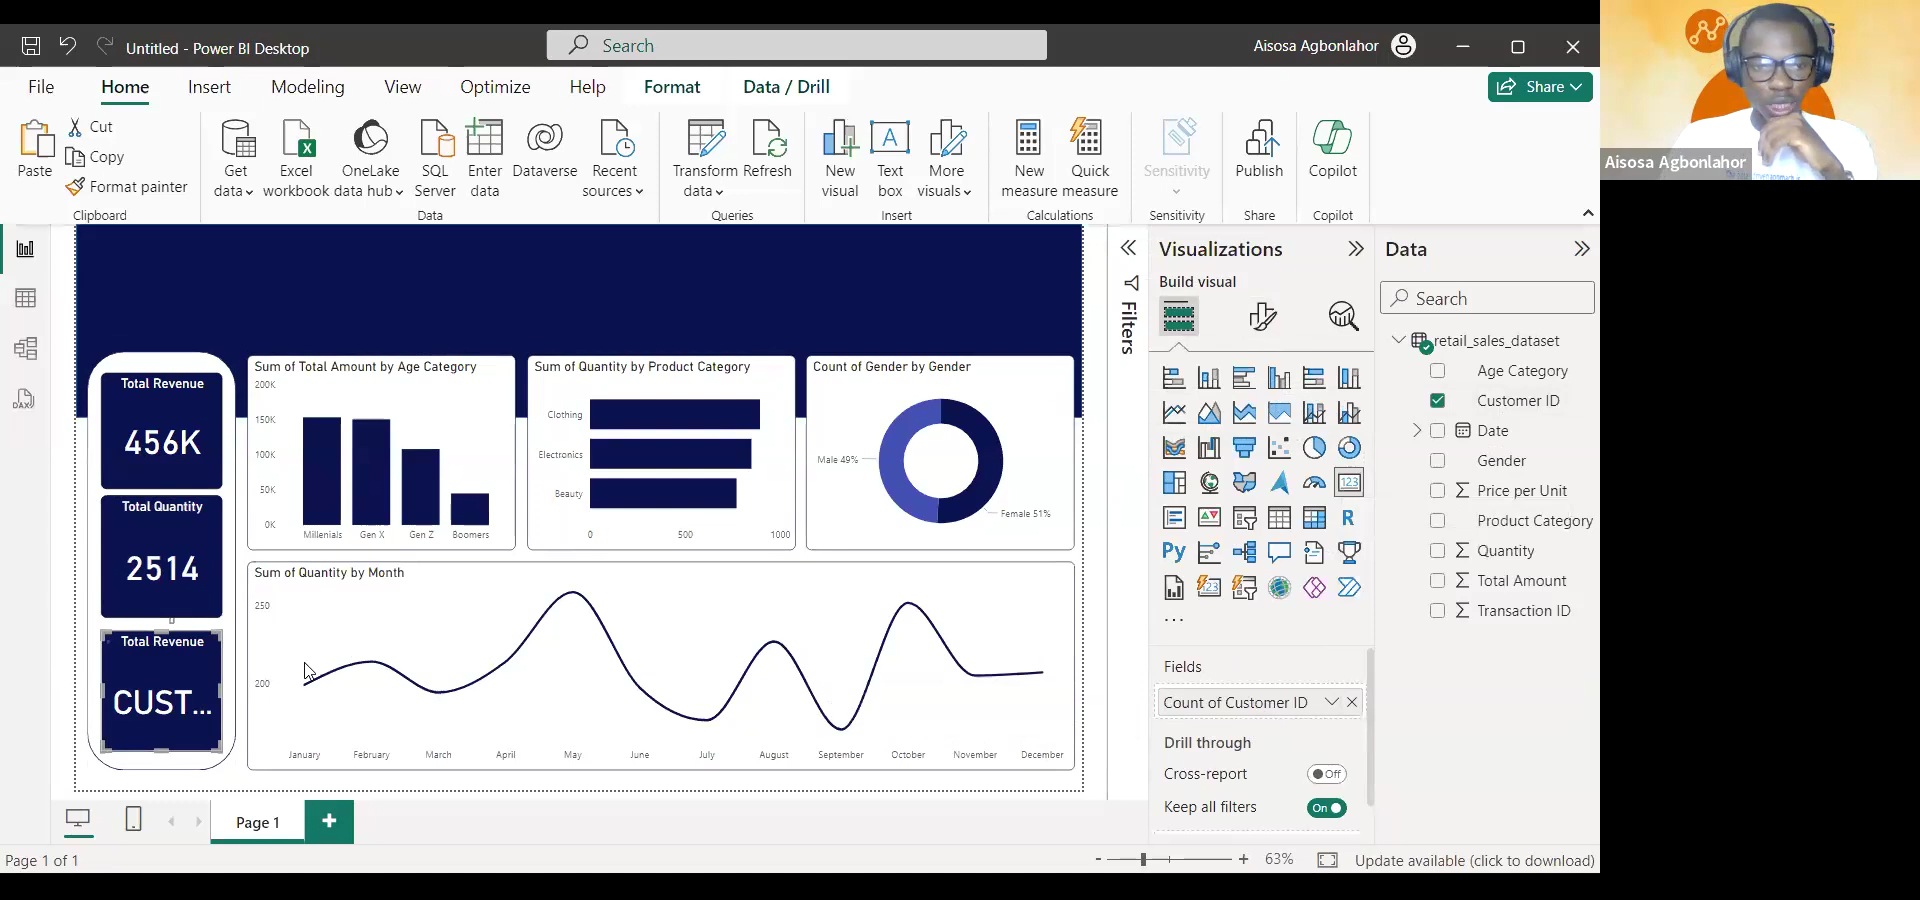 Untitled - Power BI Desktop
Search
Aisosa Agbonlahor
File
Home
Insert
Modeling
View
Optimize
Help
Format
Data / Drill
Share
Paste
Cut
Copy
Format painter
Clipboard
Get data
Excel workbook
OneLake data hub
SQL Server
Enter data
Dataverse
Recent sources
Data
Transform data
Refresh
Queries
New visual
Text box
More visuals
Insert
New measure
Quick measure
Calculations
Sensitivity
Sensitivity
Publish
Share
Copilot
Copilot
Aisosa Agbonlahor
DAX
Total Revenue
456K
Total Quantity
2514
Total Revenue
CUST...
Sum of Total Amount by Age Category
200K
150K
100K
50K
0K
Millenials
Gen X
Gen Z
Boomers
Sum of Quantity by Product Category
Clothing
Electronics
Beauty
0
500
1000
Count of Gender by Gender
Male 49%
Female 51%
Sum of Quantity by Month
250
200
January
February
March
April
May
June
July
August
September
October
November
December
Filters
Visualizations
Build visual
123
R
Py
123
...
Fields
Count of Customer ID
Drill through
Cross-report
Off
Keep all filters
On
Data
Search
retail_sales_dataset
Age Category
Customer ID
Date
Gender
Price per Unit
Product Category
Quantity
Total Amount
Transaction ID
Page 1
Page 1 of 1
63%
Update available (click to download)